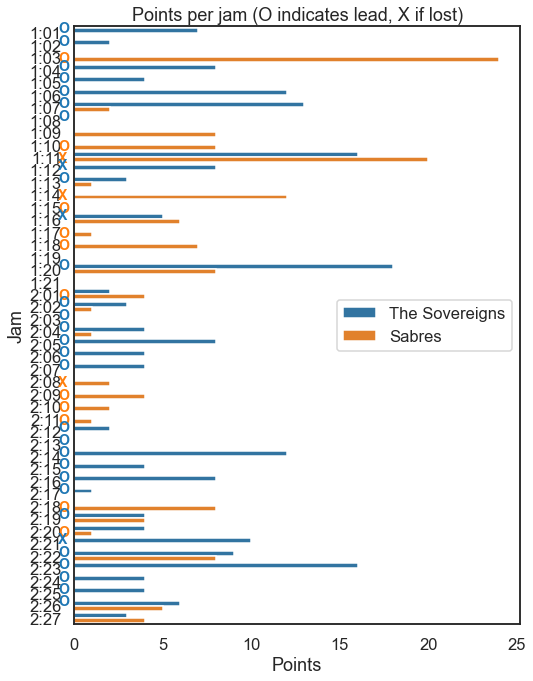 Points per jam (O indicates lead, X if lost)
1:01 O
1:02 O
1:03 O
1:04 O
1:05 O
1:06 O
1:07 O
1:08 O
1:09
1:10 O
1:11 X
1:12 X
1:13 O
1:14 X
1:15 O
1:16 X
1:17 O
1:18 O
1:19
1:20 O
1:21
2:01 O
2:02 O
2:03 O
2:04 O
2:05 O
2:06 O
2:07 O
2:08 X
2:09 O
2:10 O
2:11 O
2:12 O
2:13 O
2:14 O
2:15 O
2:16 O
2:17 O
2:18 O
2:19 O
2:20 O
2:21 X
2:22 O
2:23 O
2:24 O
2:25 O
2:26 O
2:27
Jam
The Sovereigns
Sabres
0 5 10 15 20 25
Points